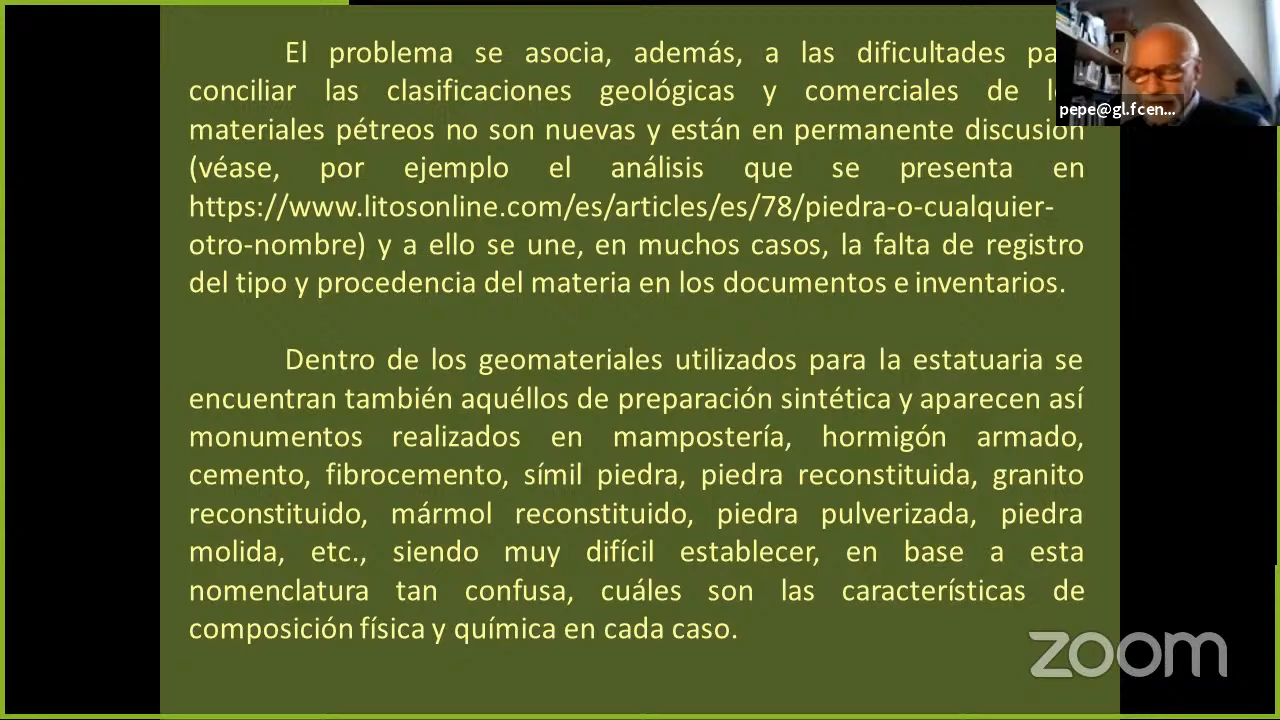 El problema se asocia, además, a las dificultades
conciliar las clasificaciones geológicas y comerciales de
materiales pétreos no son nuevas y están en permanente discusión
(véase, por ejemplo el análisis que se presenta en
https://www.litosonline.com/es/articles/es/78/piedra-o-cualquier-
otro-nombre) y a ello se une, en muchos casos, la falta de registro
del tipo y procedencia del materia en los documentos e inventarios.
Dentro de los geomateriales utilizados para la estatuaria se
encuentran también aquéllos de preparación sintética y aparecen así
monumentos realizados en mampostería, hormigón armado,
cemento, fibrocemento, símil piedra, piedra reconstituida, granito
reconstituido, mármol reconstituido, piedra pulverizada, piedra
molida, etc., siendo muy difícil establecer, en base a esta
nomenclatura tan confusa, cuáles son las características de
composición física y química en cada caso.
pepe@gl.fcen...
zoom